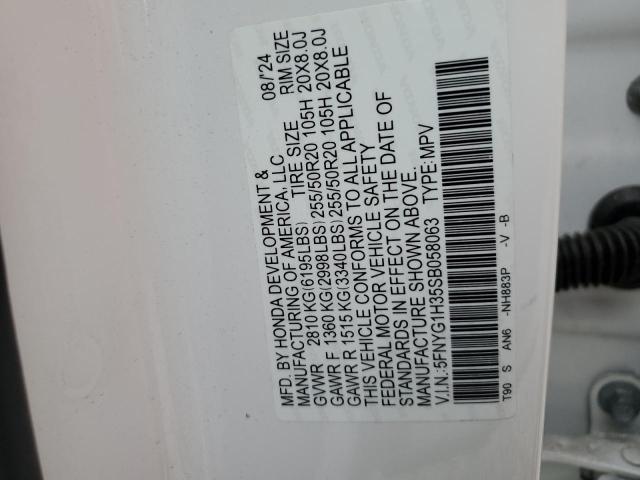 MFD. BY HONDA DEVELOPMENT & 08/'24
MANUFACTURING OF AMERICA, LLC
TIRE SIZE RIM SIZE
GVWR 2810 KG(6195LBS)
GAWR F 1360 KG(2998LBS) 255/50R20 105H 20X8.0J
GAWR R 1515 KG(3340LBS) 255/50R20 105H 20X8.0J
THIS VEHICLE CONFORMS TO ALL APPLICABLE
FEDERAL MOTOR VEHICLE SAFETY
STANDARDS IN EFFECT ON THE DATE OF
MANUFACTURE SHOWN ABOVE.
V.I.N.:5FNYG1H35SB058063 TYPE:MPV
T90 S AN6 -NH883P -V -B